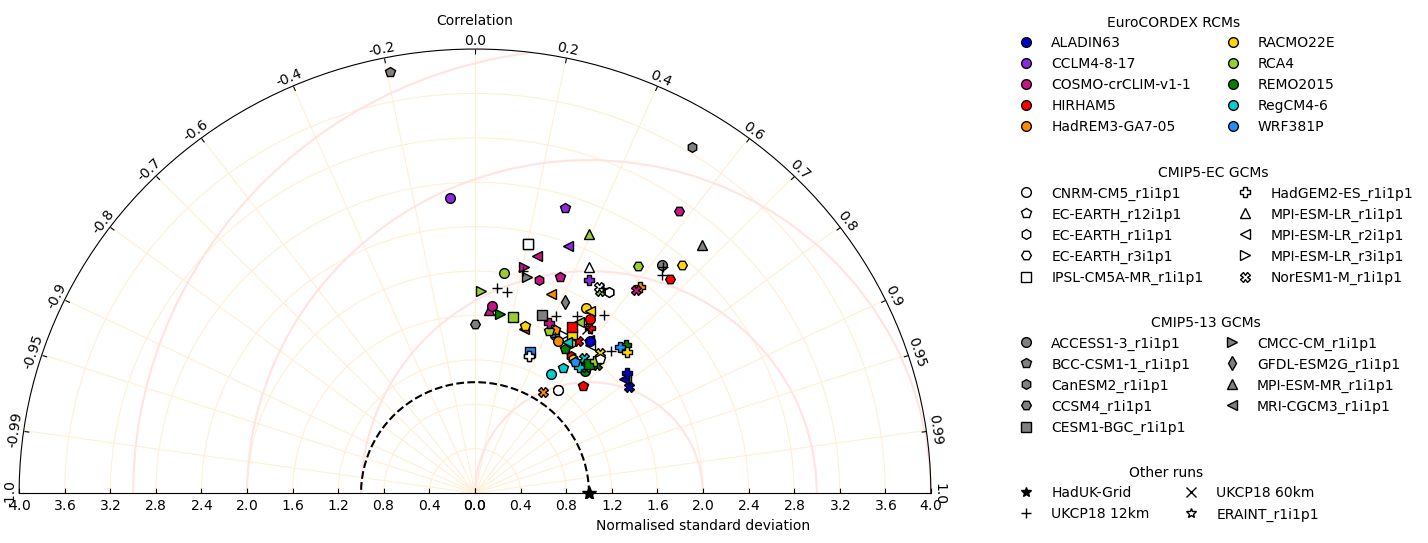 Correlation
-0.2 0.0 0.2
-0.4 0.4
-0.6 0.6
-0.7 0.7
-0.8 0.8
-0.9 0.9
-0.95 0.95
-0.99 0.99
-1.0 1.0
4.0 3.6 3.2 2.8 2.4 2.0 1.6 1.2 0.8 0.4 0.0 0.4 0.8 1.2 1.6 2.0 2.4 2.8 3.2 3.6 4.0
Normalised standard deviation
EuroCORDEX RCMs
ALADIN63 RACMO22E
CCLM4-8-17 RCA4
COSMO-crCLIM-v1-1 REMO2015
HIRHAM5 RegCM4-6
HadREM3-GA7-05 WRF381P
CMIP5-EC GCMs
CNRM-CM5_r1i1p1 HadGEM2-ES_r1i1p1
EC-EARTH_r12i1p1 MPI-ESM-LR_r1i1p1
EC-EARTH_r1i1p1 MPI-ESM-LR_r2i1p1
EC-EARTH_r3i1p1 MPI-ESM-LR_r3i1p1
IPSL-CM5A-MR_r1i1p1 NorESM1-M_r1i1p1
CMIP5-13 GCMs
ACCESS1-3_r1i1p1 CMCC-CM_r1i1p1
BCC-CSM1-1_r1i1p1 GFDL-ESM2G_r1i1p1
CanESM2_r1i1p1 MPI-ESM-MR_r1i1p1
CCSM4_r1i1p1 MRI-CGCM3_r1i1p1
CESM1-BGC_r1i1p1
Other runs
HadUK-Grid UKCP18 60km
UKCP18 12km ERAINT_r1i1p1